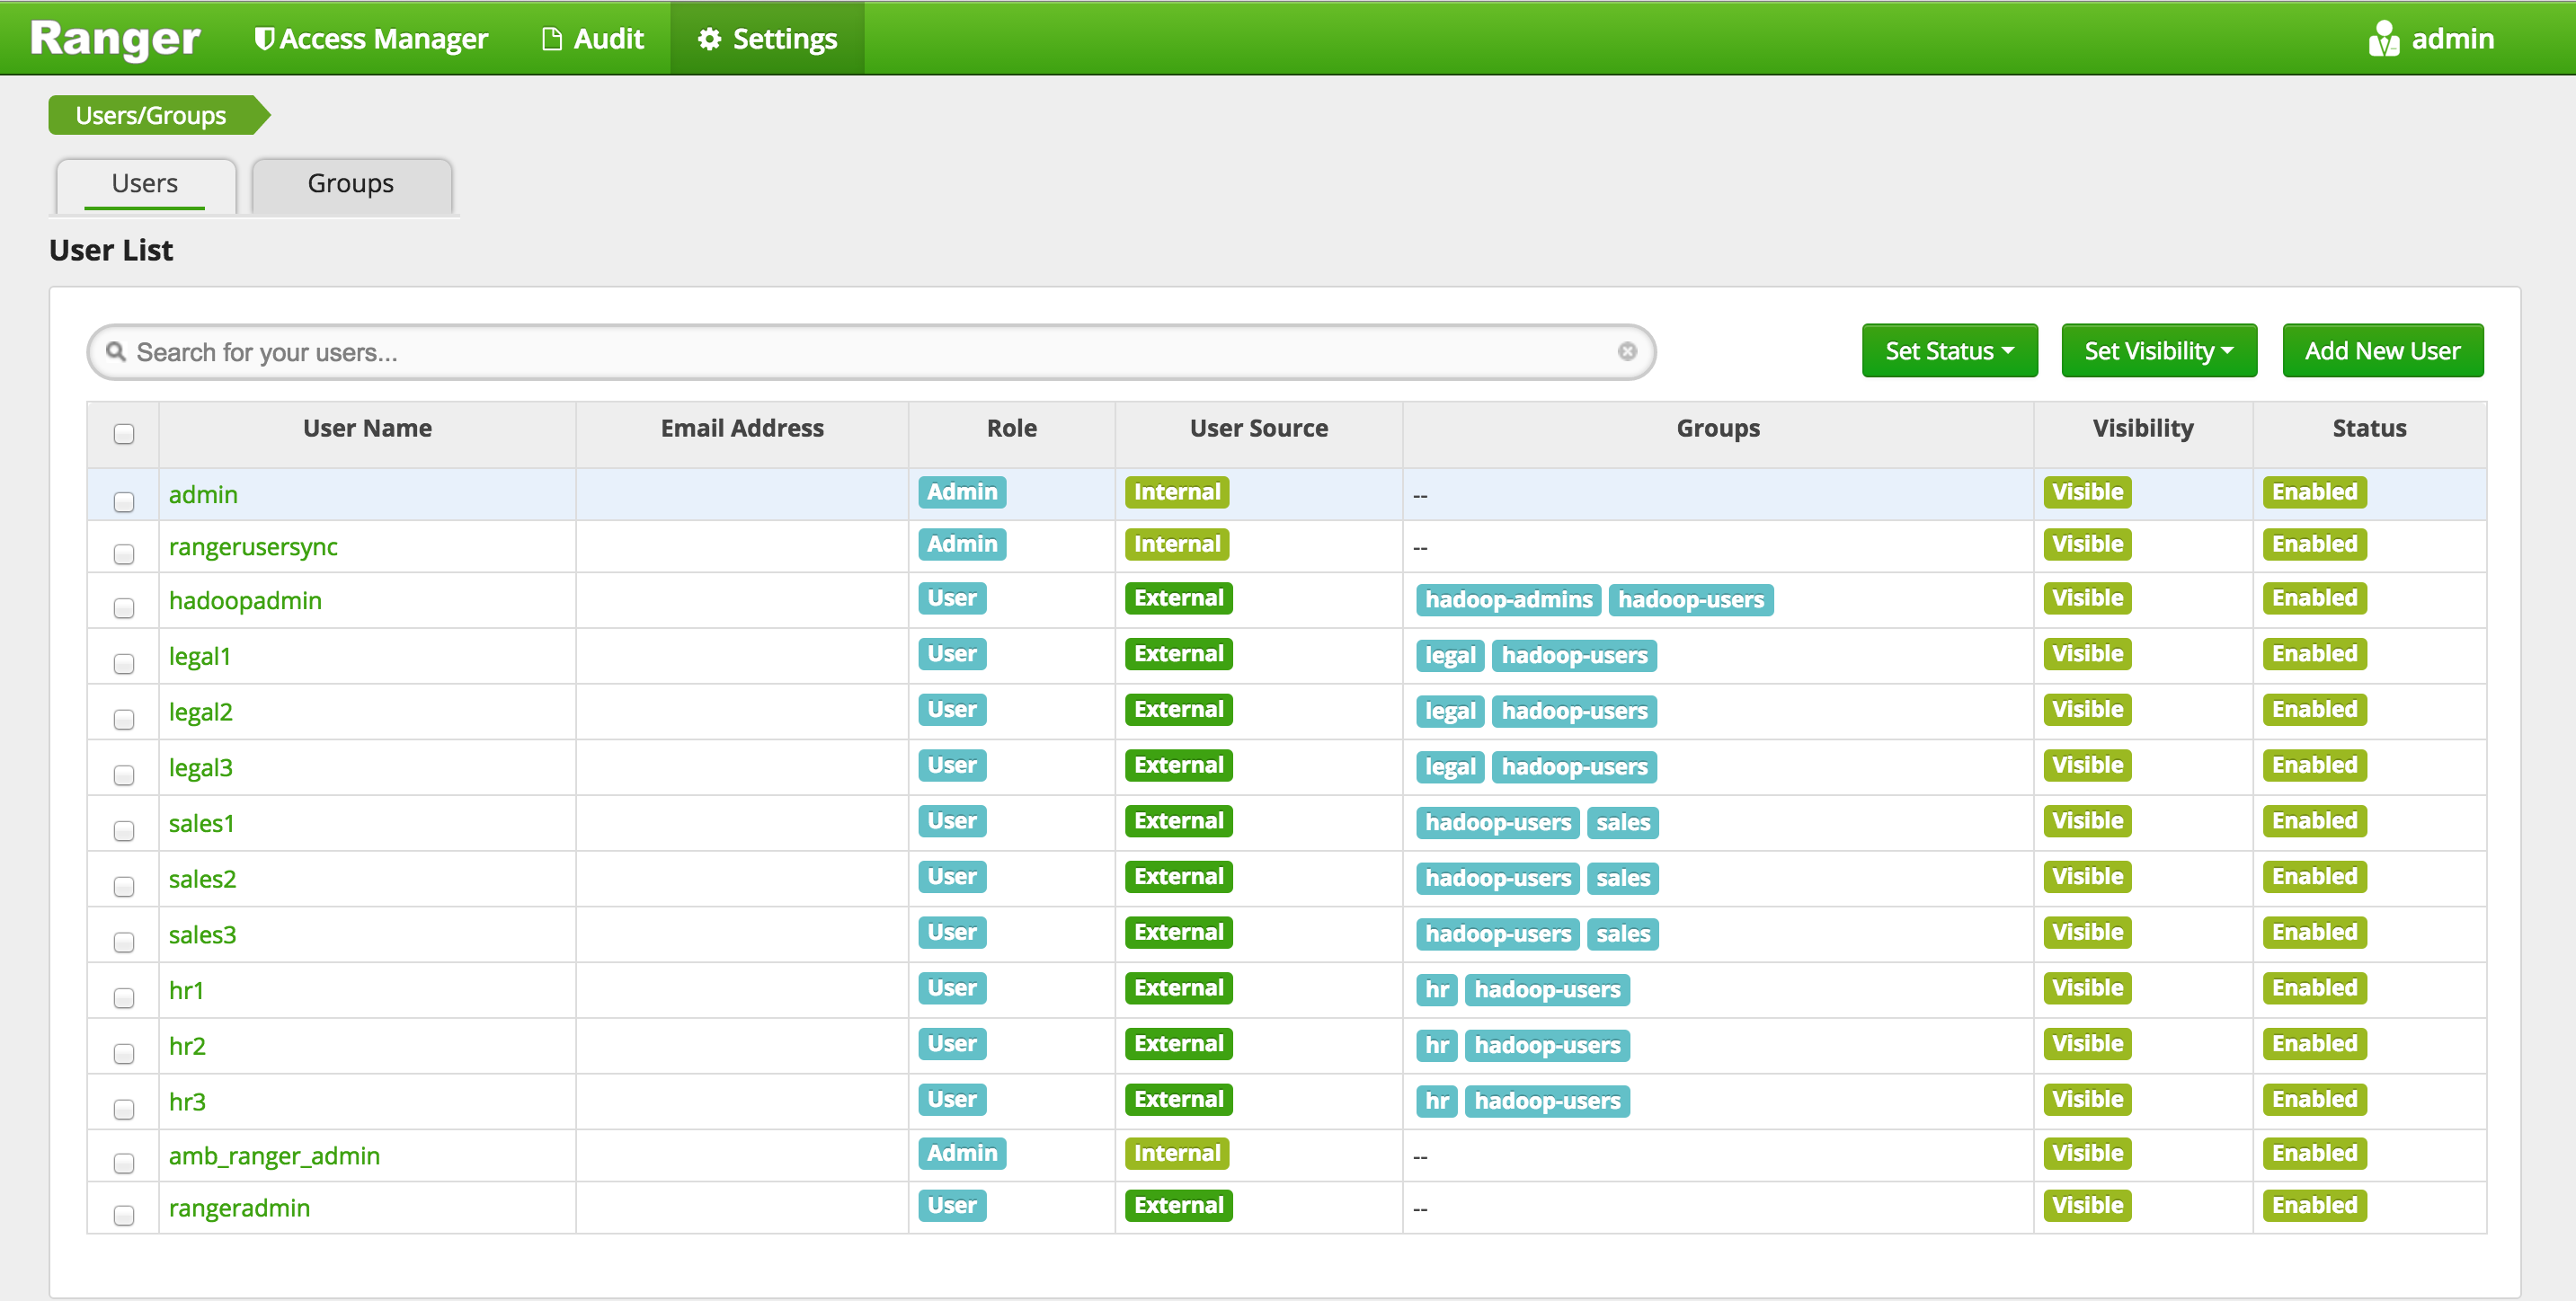 Ranger Access Manager Audit Settings admin
Users/Groups
Users Groups
User List
Search for your users... Set Status Set Visibility Add New User
User Name Email Address Role User Source Groups Visibility Status
admin Admin Internal -- Visible Enabled
rangerusersync Admin Internal -- Visible Enabled
hadoopadmin User External hadoop-admins hadoop-users Visible Enabled
legal1 User External legal hadoop-users Visible Enabled
legal2 User External legal hadoop-users Visible Enabled
legal3 User External legal hadoop-users Visible Enabled
sales1 User External hadoop-users sales Visible Enabled
sales2 User External hadoop-users sales Visible Enabled
sales3 User External hadoop-users sales Visible Enabled
hr1 User External hr hadoop-users Visible Enabled
hr2 User External hr hadoop-users Visible Enabled
hr3 User External hr hadoop-users Visible Enabled
amb_ranger_admin Admin Internal -- Visible Enabled
rangeradmin User External -- Visible Enabled